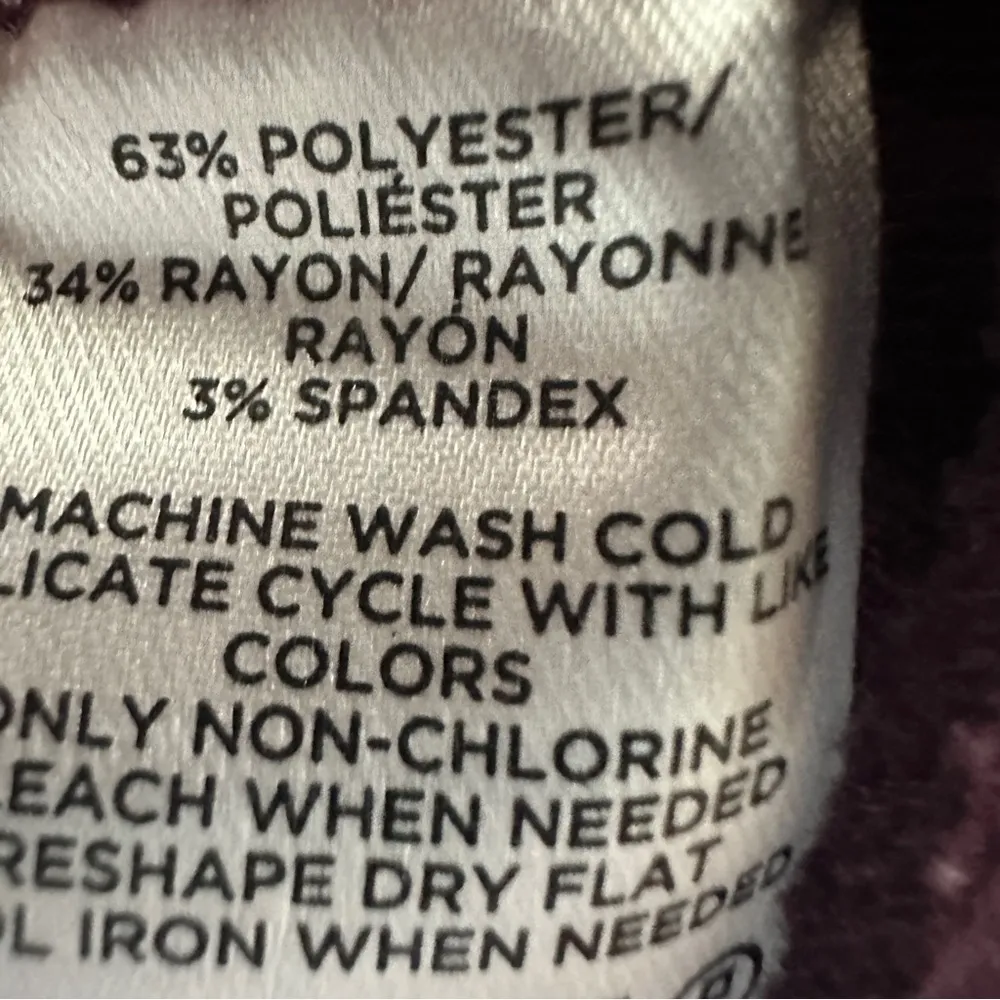 63% POLYESTER/
POLIÉSTER
34% RAYON/ RAYONNE
RAYÓN
3% SPANDEX
MACHINE WASH COLD
LICATE CYCLE WITH LIKE
COLORS
ONLY NON-CHLORINE
LEACH WHEN NEEDED
RESHAPE DRY FLAT
OL IRON WHEN NEEDED